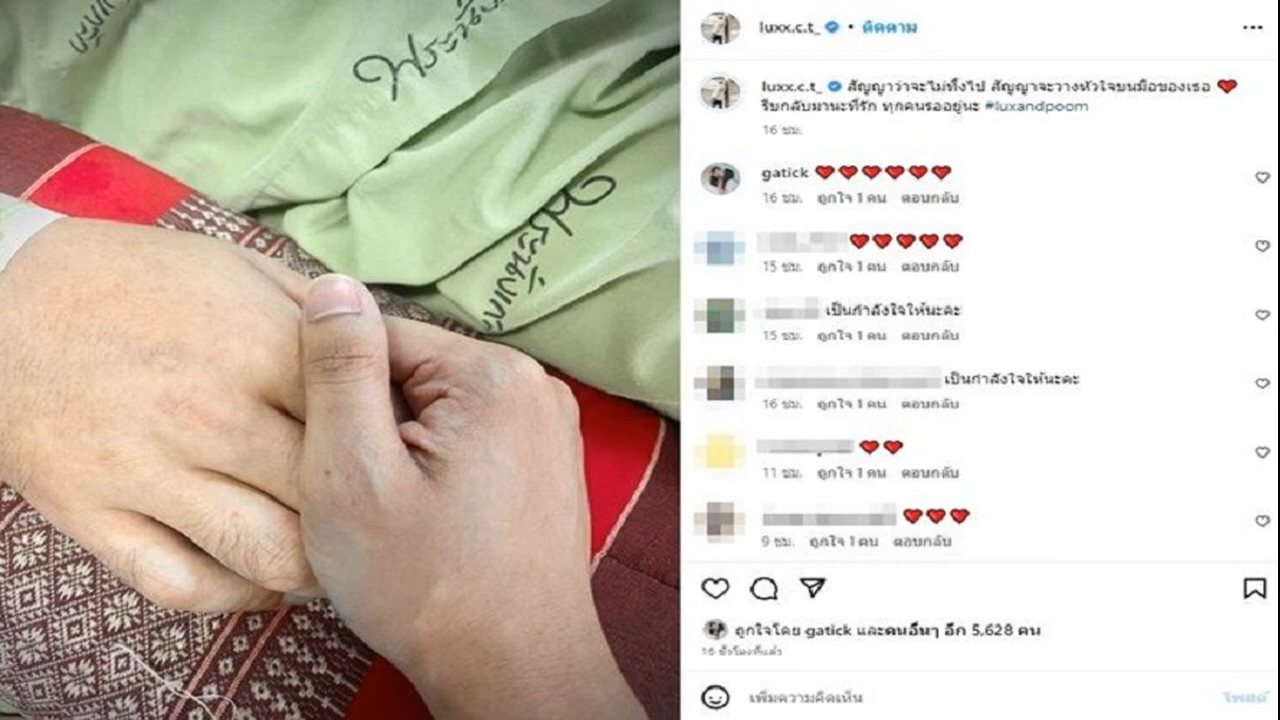 luxx.c.t_ • ติดตาม
luxx.c.t_ สัญญาว่าจะไม่ทิ้งไป สัญญาจะวางหัวใจบนมือของเธอ
รีบกลับมานะที่รัก ทุกคนรออยู่นะ #luxandpoom
16 ชม.
gatick
16 ชม. ถูกใจ 1 คน ตอบกลับ
15 ชม. ถูกใจ 1 คน ตอบกลับ
เป็นกำลังใจให้นะคะ
15 ชม. ถูกใจ 1 คน ตอบกลับ
เป็นกำลังใจให้นะคะ
16 ชม. ถูกใจ 1 คน ตอบกลับ
11 ชม. ถูกใจ 1 คน ตอบกลับ
9 ชม. ถูกใจ 1 คน ตอบกลับ
ถูกใจโดย gatick และคนอื่นๆ อีก 5,628 คน
16 ชั่วโมงที่แล้ว
เพิ่มความคิดเห็น
โพสต์